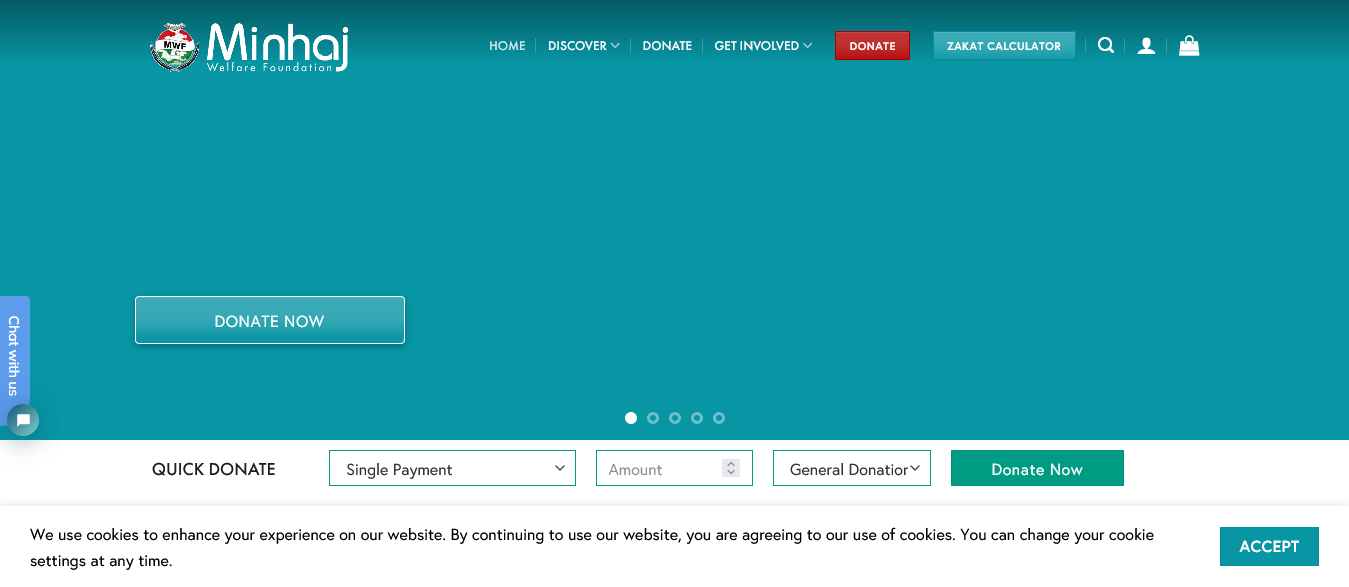 MWF
Minhaj
Welfare Foundation
HOME
DISCOVER
DONATE
GET INVOLVED
DONATE
ZAKAT CALCULATOR
DONATE NOW
Chat with us
QUICK DONATE
Single Payment
Amount
General Donation
Donate Now
We use cookies to enhance your experience on our website. By continuing to use our website, you are agreeing to our use of cookies. You can change your cookie
settings at any time.
ACCEPT